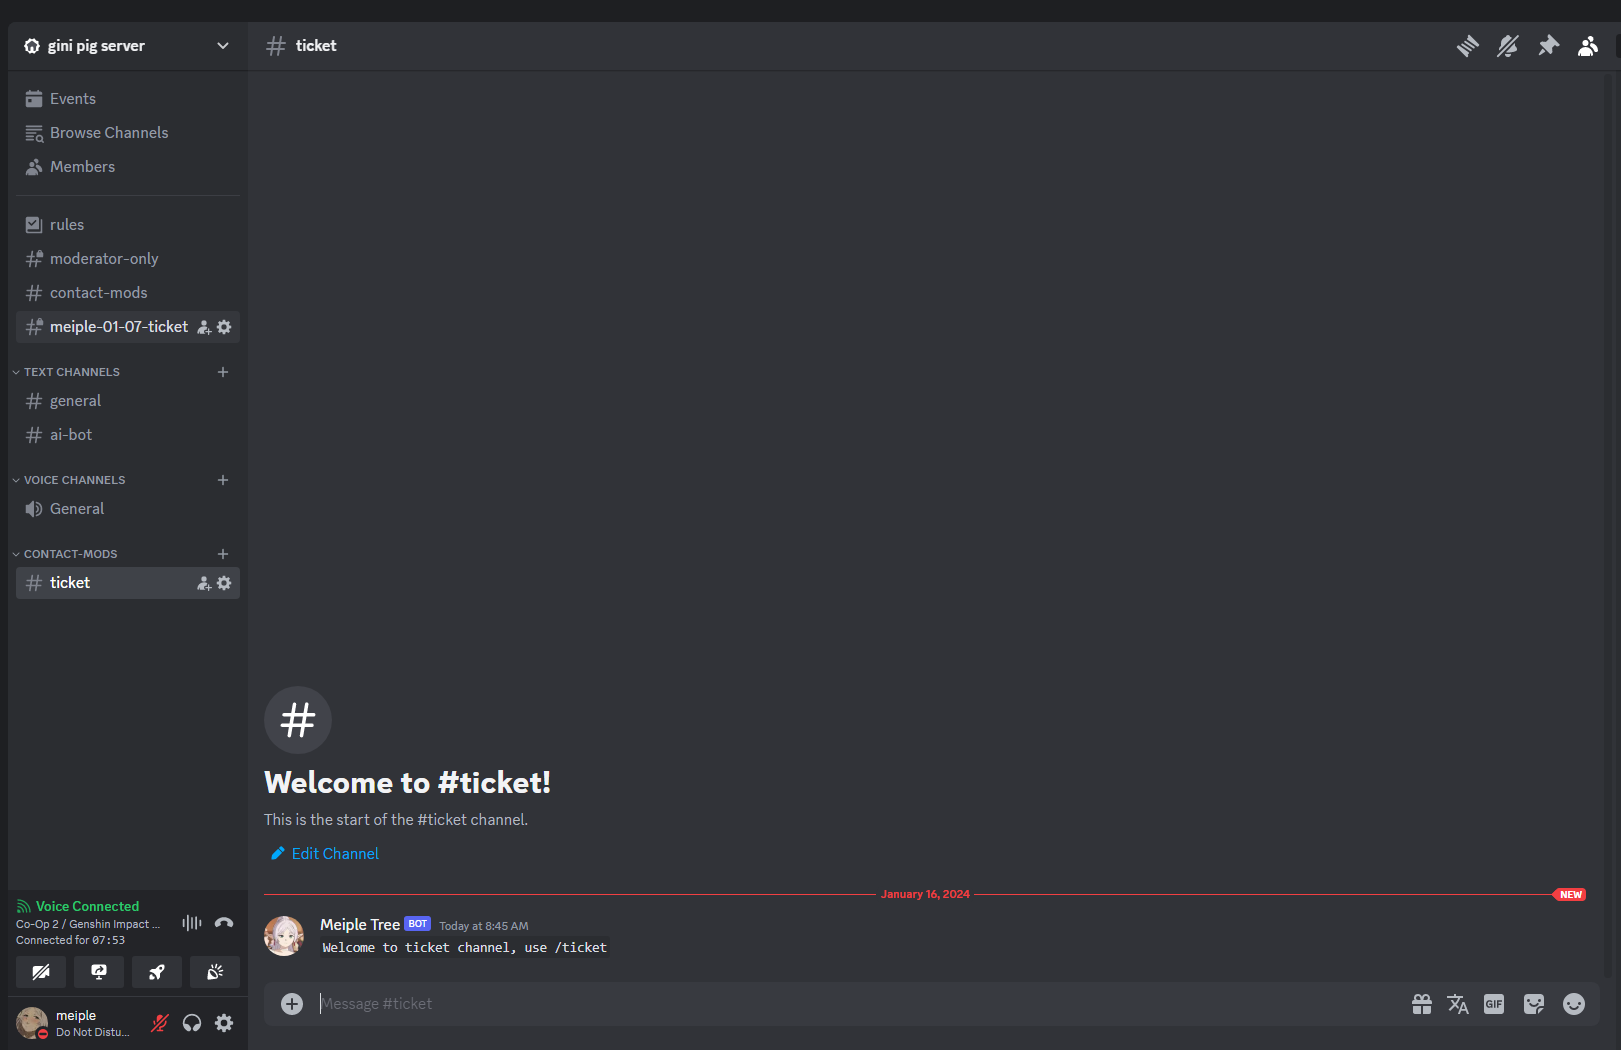 gini pig server
Events
Browse Channels
Members
rules
moderator-only
contact-mods
meiple-01-07-ticket
TEXT CHANNELS
general
ai-bot
VOICE CHANNELS
General
CONTACT-MODS
ticket
Voice Connected
Co-Op 2 / Genshin Impact ...
Connected for 07:53
meiple
Do Not Distu...
ticket
Welcome to #ticket!
This is the start of the #ticket channel.
Edit Channel
January 16, 2024
NEW
Meiple Tree BOT Today at 8:45 AM
Welcome to ticket channel, use /ticket
Message #ticket
GIF